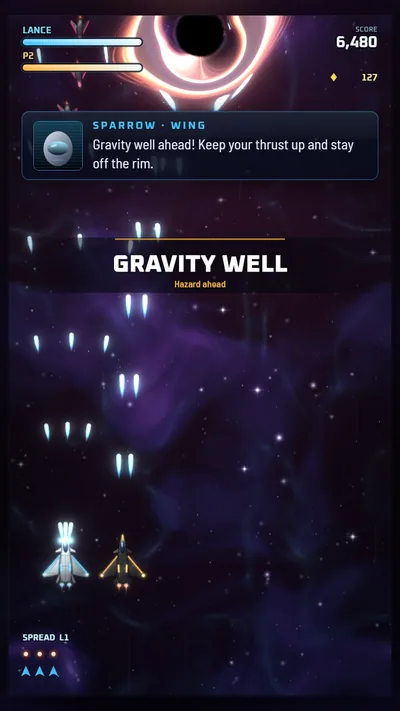 LANCE
P2
SCORE
6,480
127
SPARROW · WING
Gravity well ahead! Keep your thrust up and stay
off the rim.
GRAVITY WELL
Hazard ahead
SPREAD L1